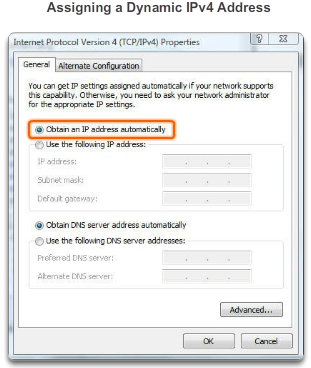 Assigning a Dynamic IPv4 Address
Internet Protocol Version 4 (TCP/IPv4) Properties
General
Alternate Configuration
You can get IP settings assigned automatically if your network supports
this capability. Otherwise, you need to ask your network administrator
for the appropriate IP settings.
Obtain an IP address automatically
Use the following IP address:
IP address:
Subnet mask:
Default gateway:
Obtain DNS server address automatically
Use the following DNS server addresses:
Preferred DNS server:
Alternate DNS server:
Advanced...
OK
Cancel